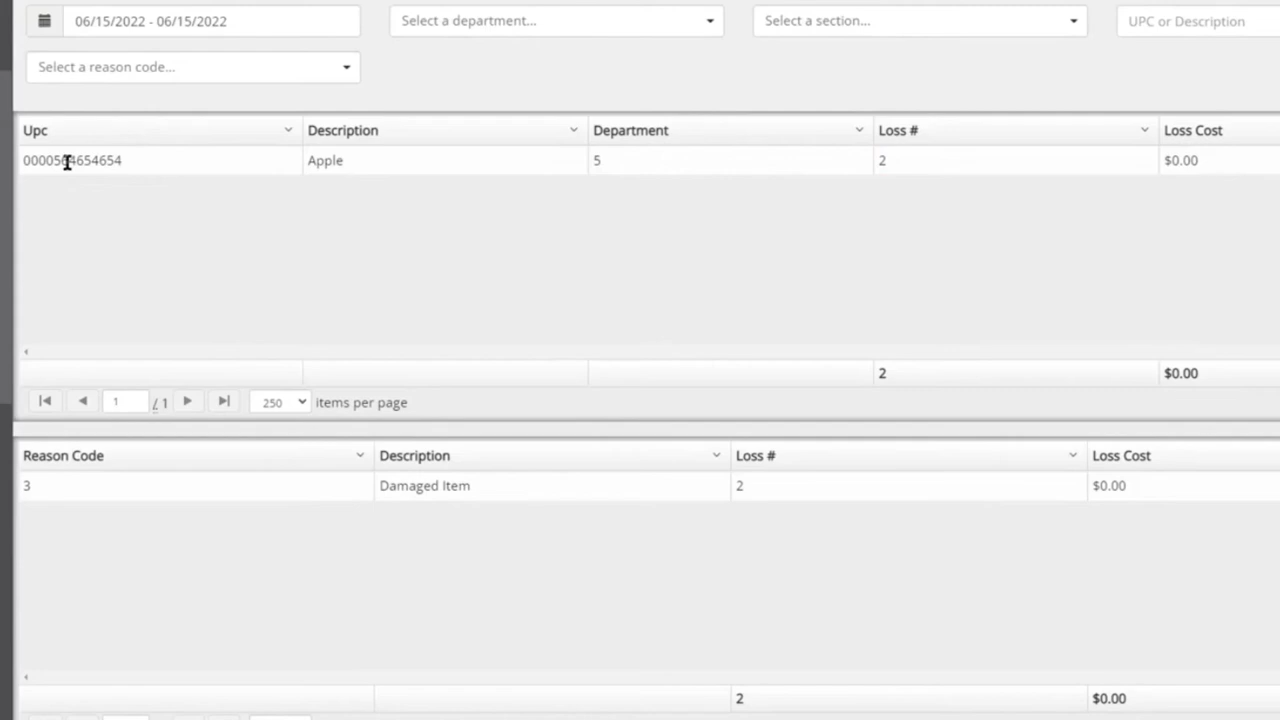 06/15/2022 - 06/15/2022 Select a department... Select a section... UPC or Description
Select a reason code...
Upc Description Department Loss # Loss Cost
Apple 5 2 $0.00
2 $0.00
1 / 1 250 items per page
Reason Code Description Loss # Loss Cost
3 Damaged Item 2 $0.00
2 $0.00